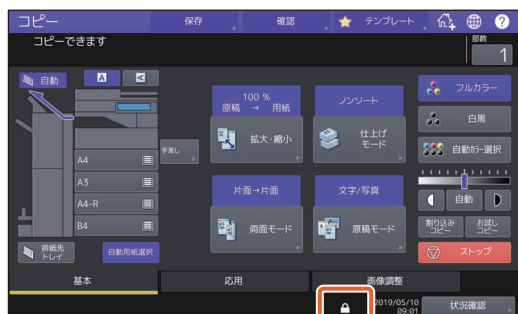 コピー
保存
確認
テンプレート
コピーできます
部数
1
自動
A
A
100 %
原稿 → 用紙
ノンソート
フルカラー
拡大・縮小
仕上げ
モード
白黒
手差し
自動カラー選択
A4
A3
片面→片面
文字/写真
自動
A4-R
両面モード
原稿モード
B4
割り込み
コピー
お試し
コピー
排紙先
トレイ
自動用紙選択
ストップ
基本
応用
画像調整
2019/05/10
09:01
状況確認